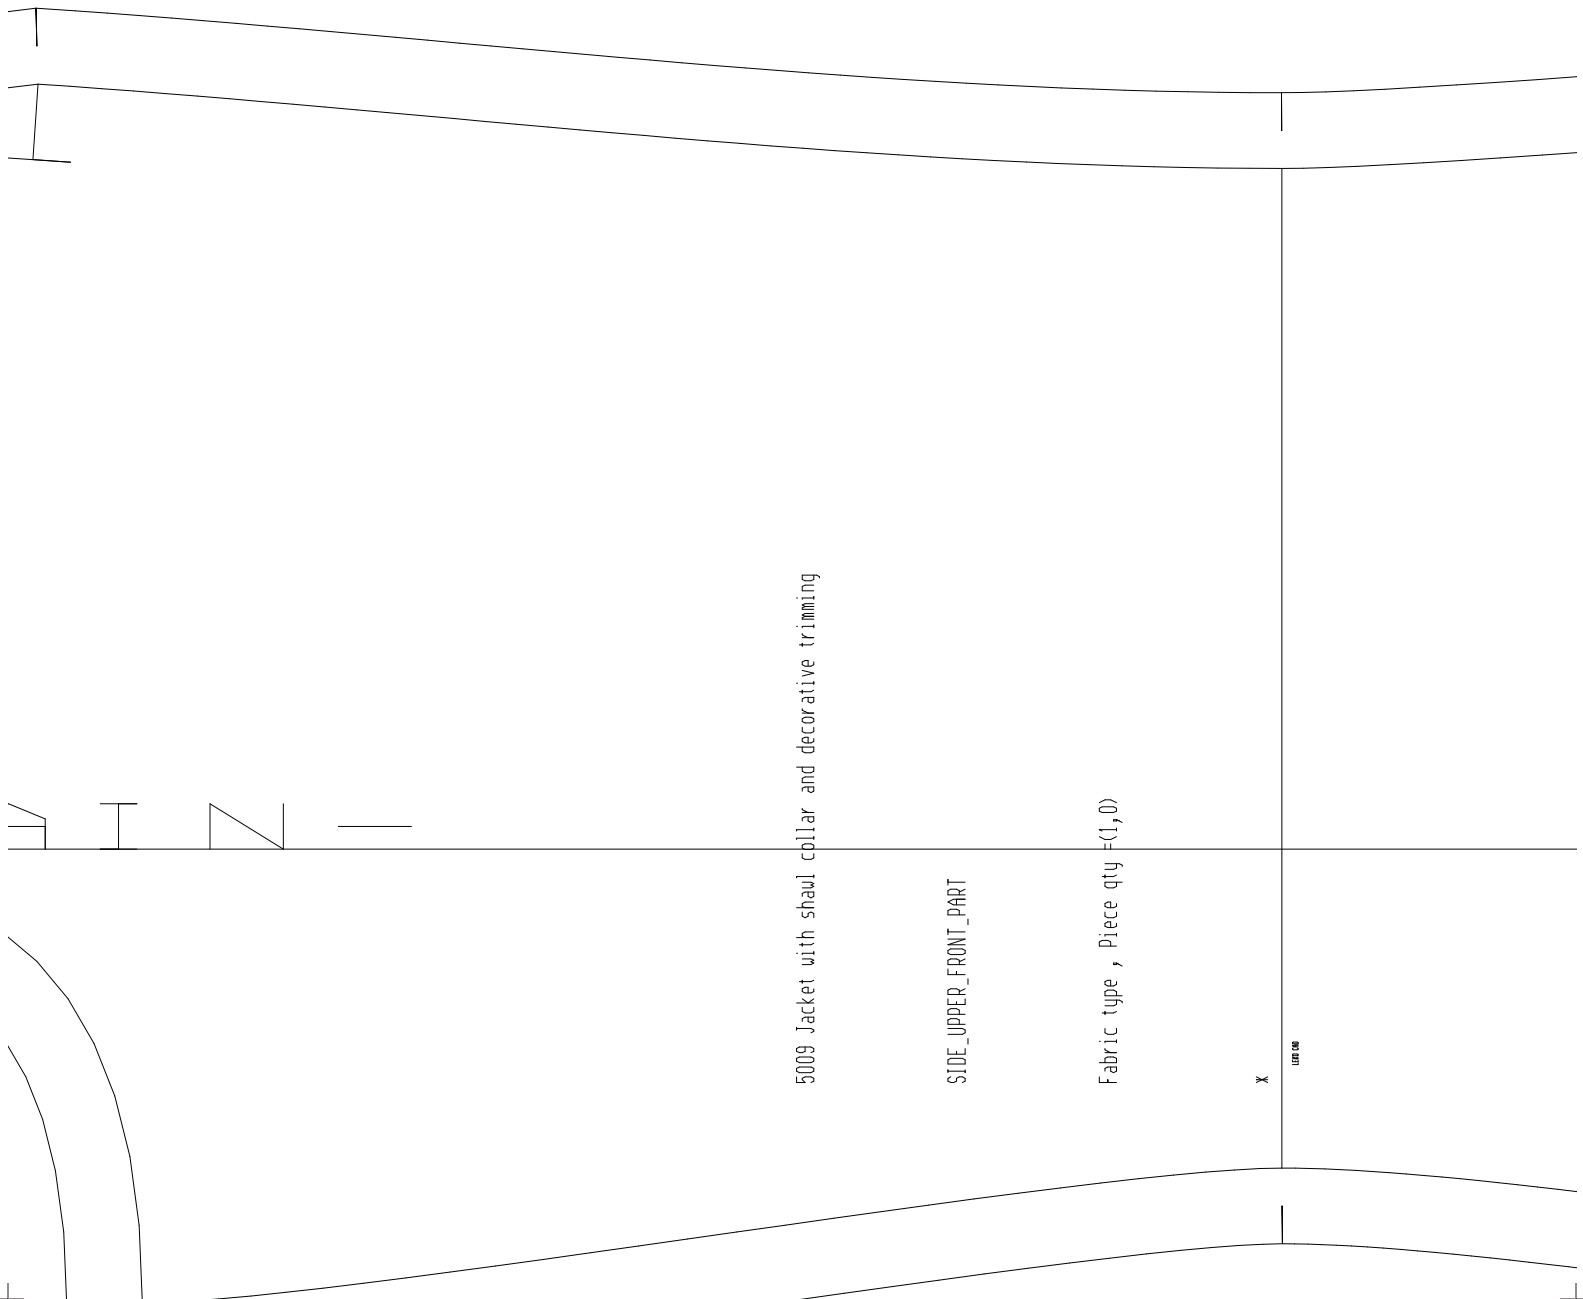 5009 Jacket with shawl collar and decorative trimming
SIDE_UPPER_FRONT_PART
Fabric type , Piece qty =(1,0)
X